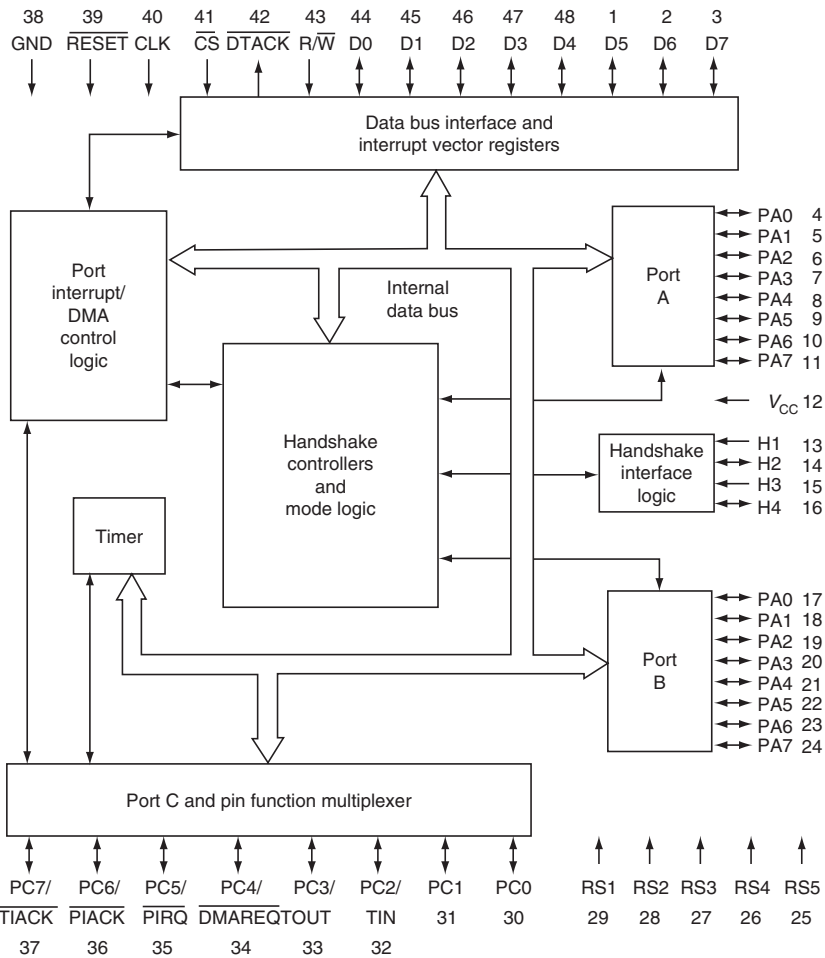 38 39 40 41 42 43 44 45 46 47 48 1 2 3
GND RESET CLK CS DTACK R/W D0 D1 D2 D3 D4 D5 D6 D7
Data bus interface and
interrupt vector registers
Port
interrupt/
DMA
control
logic
Internal
data bus
Port
A
PA0 4
PA1 5
PA2 6
PA3 7
PA4 8
PA5 9
PA6 10
PA7 11
VCC 12
Handshake
controllers
and
mode logic
Handshake
interface
logic
H1 13
H2 14
H3 15
H4 16
Timer
Port
B
PA0 17
PA1 18
PA2 19
PA3 20
PA4 21
PA5 22
PA6 23
PA7 24
Port C and pin function multiplexer
PC7/ PC6/ PC5/ PC4/ PC3/ PC2/ PC1 PC0 RS1 RS2 RS3 RS4 RS5
TIACK PIACK PIRQ DMAREQ TOUT TIN 31 30 29 28 27 26 25
37 36 35 34 33 32